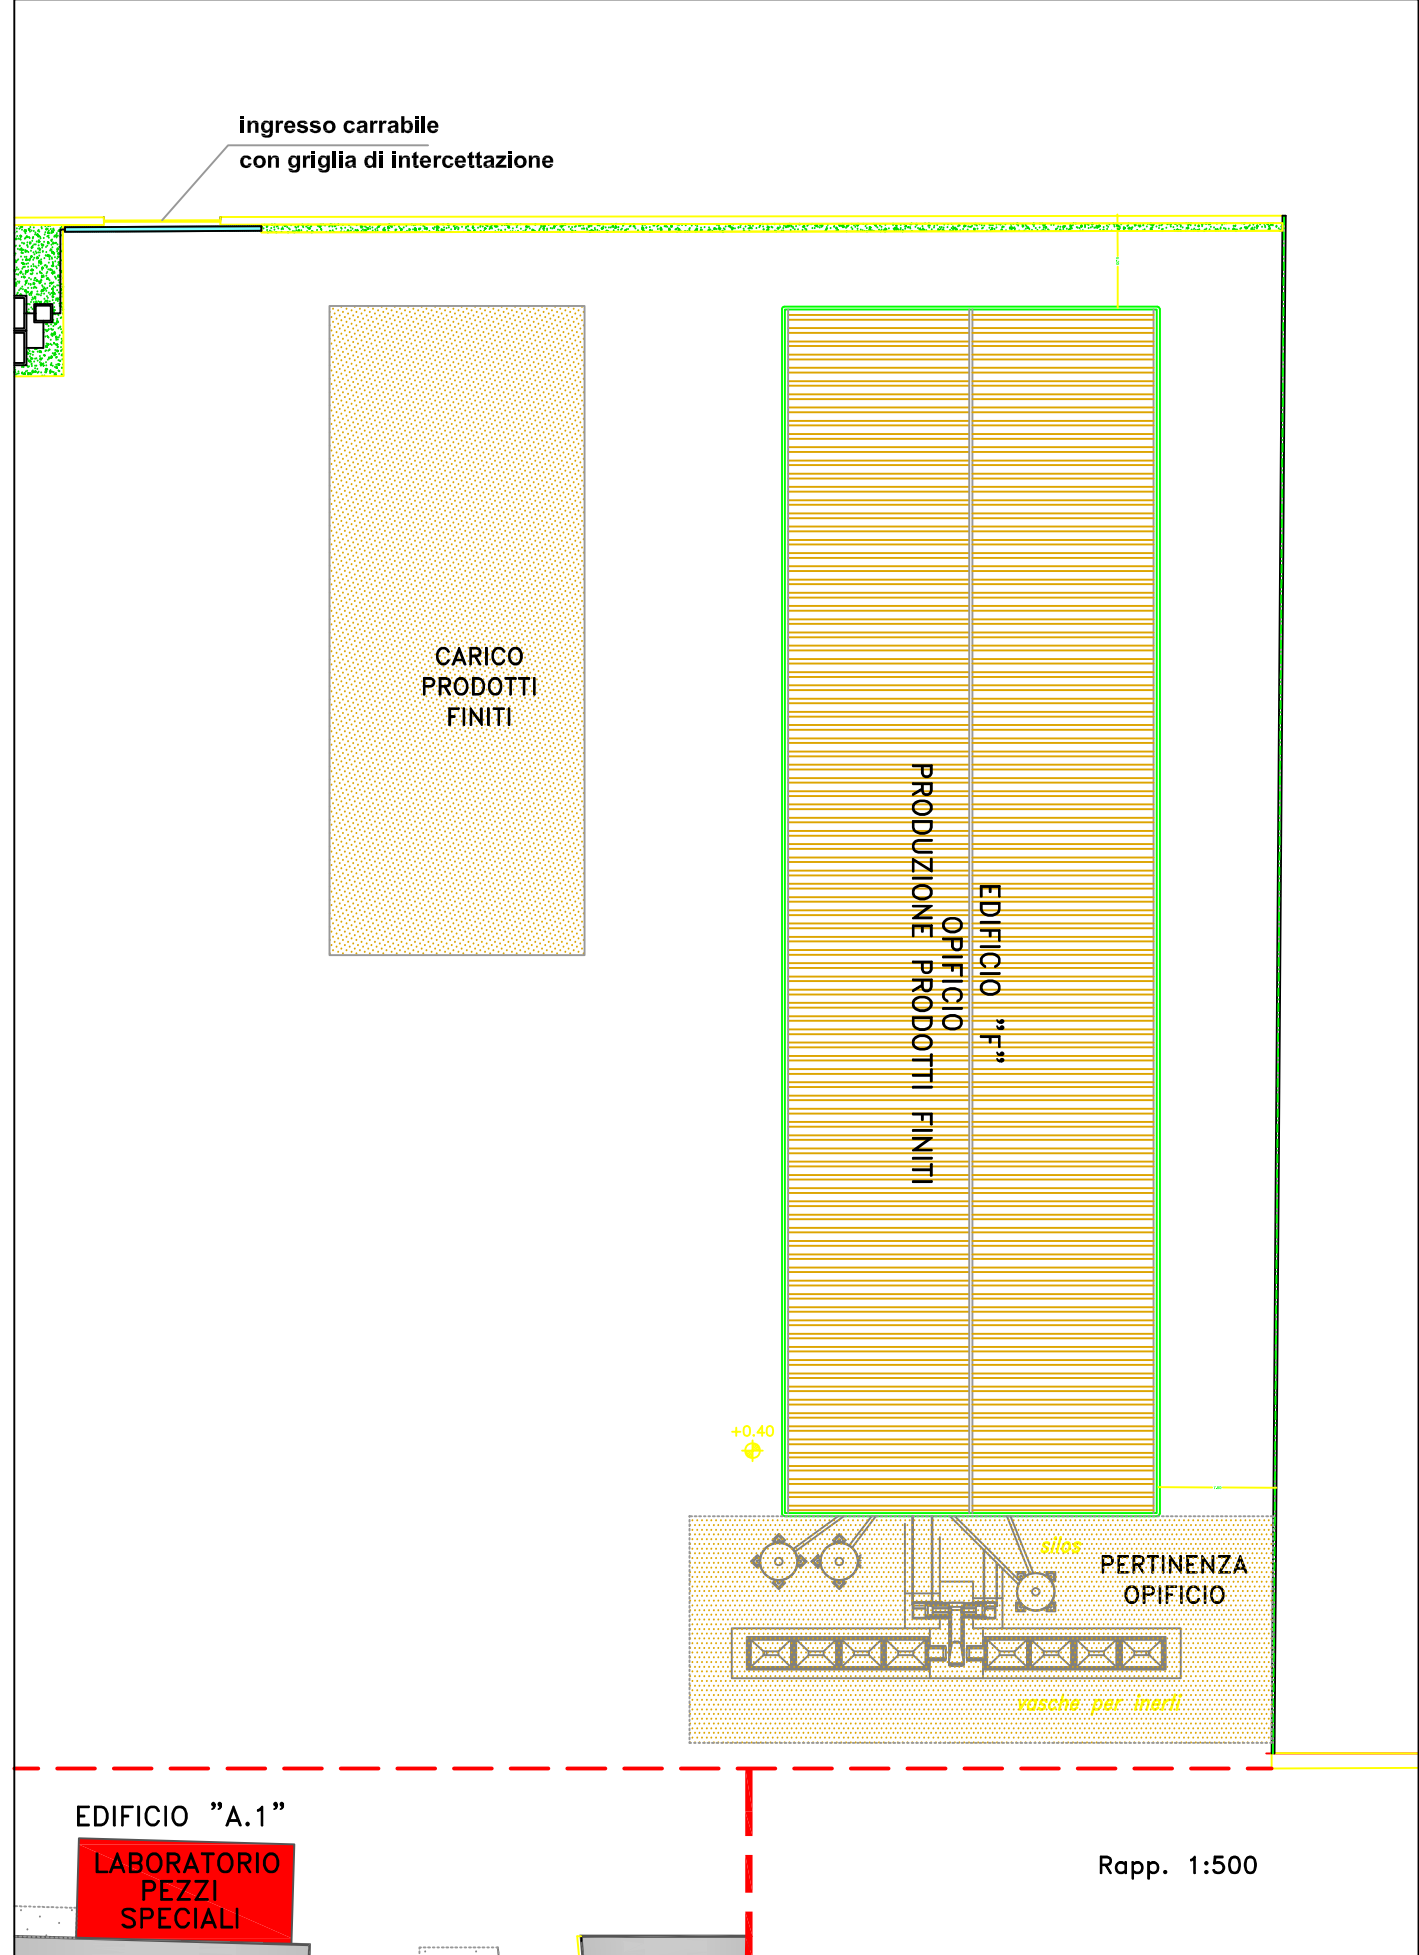 ingresso carrabile
con griglia di intercettazione
CARICO
PRODOTTI
FINITI
EDIFICIO "F"
OPIFICIO
PRODUZIONE PRODOTTI FINITI
+0.40
silos
PERTINENZA
OPIFICIO
vasche per inerti
EDIFICIO "A.1"
LABORATORIO
PEZZI
SPECIALI
Rapp. 1:500